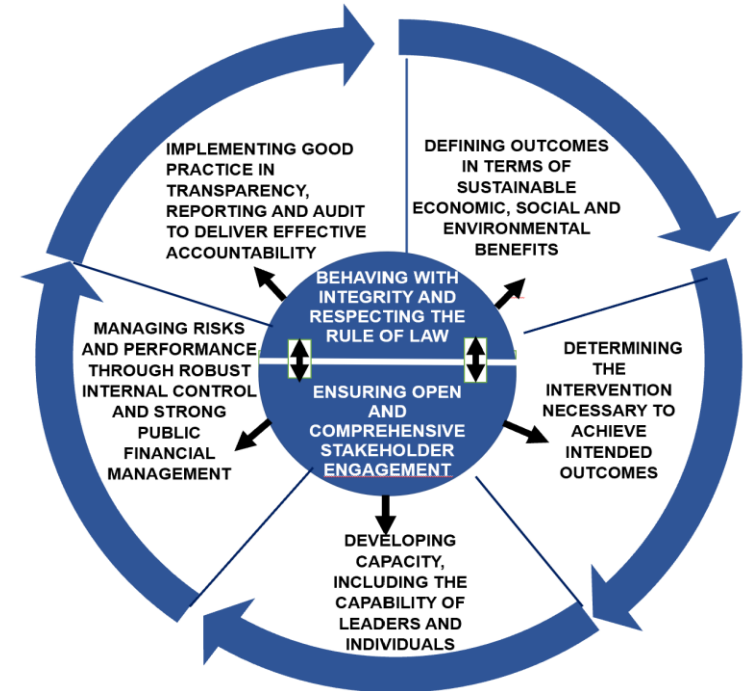 IMPLEMENTING GOOD
PRACTICE IN
TRANSPARENCY,
REPORTING AND AUDIT
TO DELIVER EFFECTIVE
ACCOUNTABILITY
DEFINING OUTCOMES
IN TERMS OF
SUSTAINABLE
ECONOMIC, SOCIAL AND
ENVIRONMENTAL
BENEFITS
BEHAVING WITH
INTEGRITY AND
RESPECTING THE
RULE OF LAW
MANAGING RISKS
AND PERFORMANCE
THROUGH ROBUST
INTERNAL CONTROL
AND STRONG
PUBLIC
FINANCIAL
MANAGEMENT
ENSURING OPEN
AND
COMPREHENSIVE
STAKEHOLDER
ENGAGEMENT
DETERMINING
THE
INTERVENTION
NECESSARY TO
ACHIEVE
INTENDED
OUTCOMES
DEVELOPING
CAPACITY,
INCLUDING THE
CAPABILITY OF
LEADERS AND
INDIVIDUALS